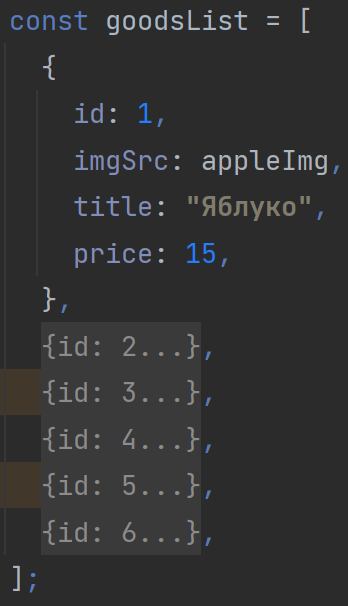 const goodsList = [
{
id: 1,
imgSrc: appleImg,
title: "Яблуко",
price: 15,
},
{id: 2...},
{id: 3...},
{id: 4...},
{id: 5...},
{id: 6...},
];